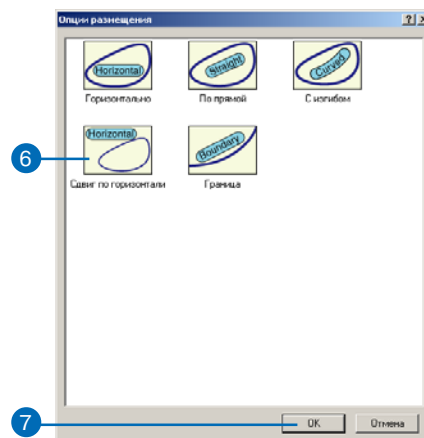 Опции размещения
Horizontal
Straight
Curved
Горизонтально
По прямой
С изгибом
Horizontal
Boundary
6
Сдвиг по горизонтали
Граница
7
OK
Отмена